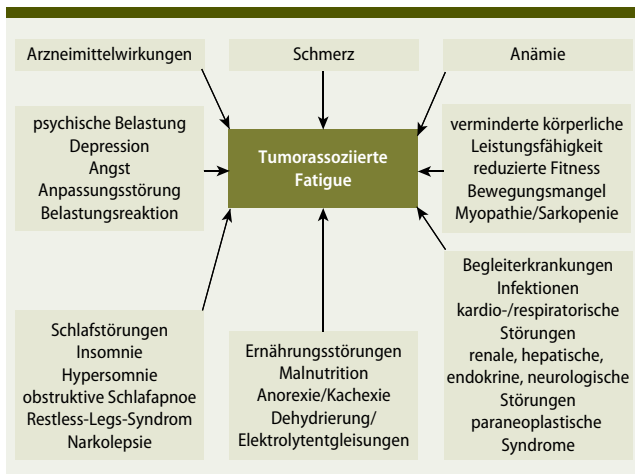 Arzneimittelwirkungen
Schmerz
Anämie
psychische Belastung
Depression
Angst
Anpassungsstörung
Belastungsreaktion
Tumorassoziierte
Fatigue
verminderte körperliche
Leistungsfähigkeit
reduzierte Fitness
Bewegungsmangel
Myopathie/Sarkopenie
Schlafstörungen
Insomnie
Hypersomnie
obstruktive Schlafapnoe
Restless-Legs-Syndrom
Narkolepsie
Ernährungsstörungen
Malnutrition
Anorexie/Kachexie
Dehydrierung/
Elektrolytentgleisungen
Begleiterkrankungen
Infektionen
kardio-/respiratorische
Störungen
renale, hepatische,
endokrine, neurologische
Störungen
paraneoplastische
Syndrome